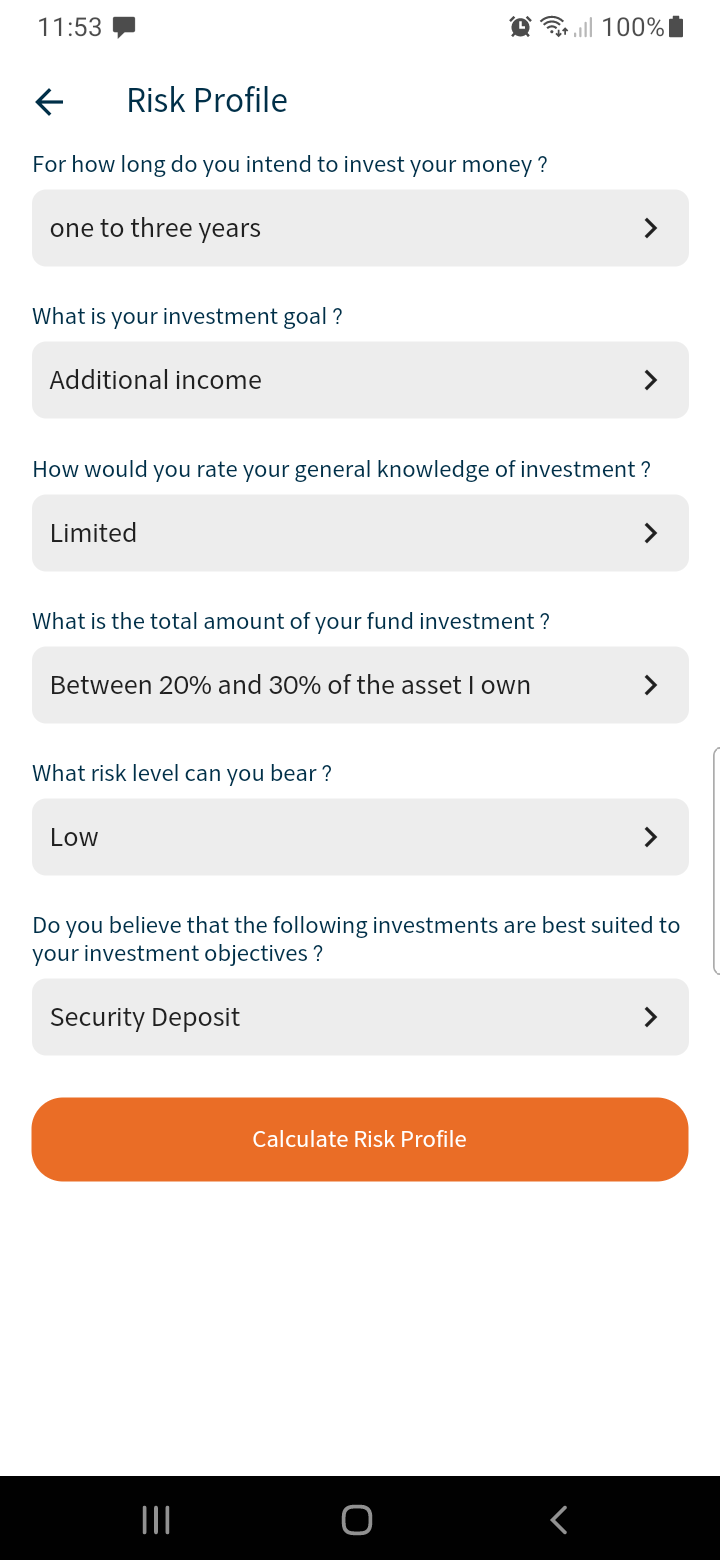 11:53
100%
Risk Profile
For how long do you intend to invest your money ?
one to three years
What is your investment goal ?
Additional income
How would you rate your general knowledge of investment ?
Limited
What is the total amount of your fund investment ?
Between 20% and 30% of the asset I own
What risk level can you bear ?
Low
Do you believe that the following investments are best suited to
your investment objectives ?
Security Deposit
Calculate Risk Profile